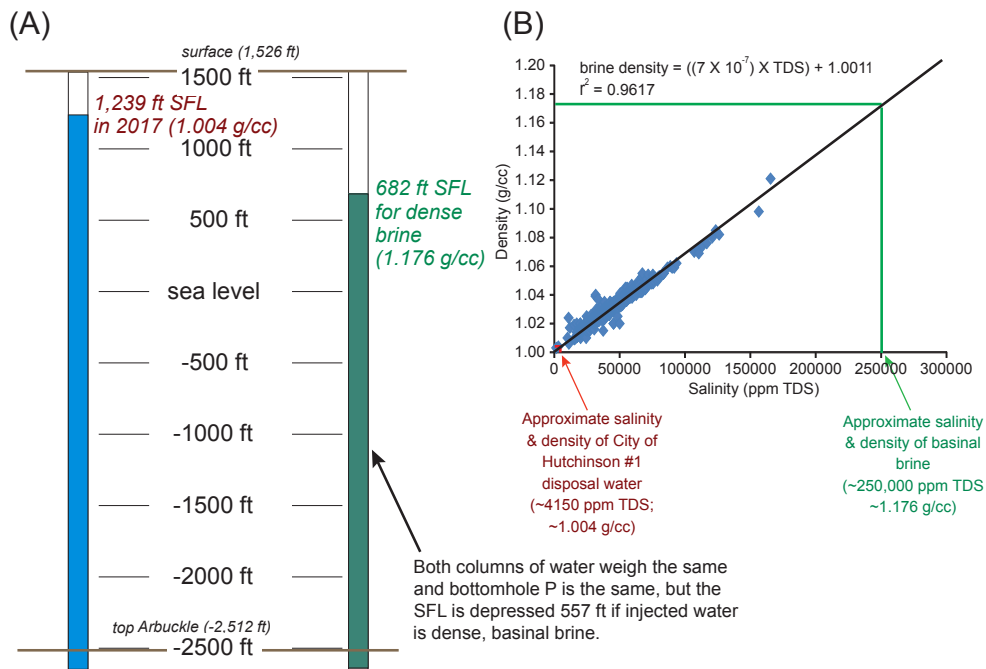 (A)
surface (1,526 ft)
1500 ft
1,239 ft SFL
in 2017 (1.004 g/cc)
1000 ft
682 ft SFL
for dense
brine
(1.176 g/cc)
500 ft
sea level
-500 ft
-1000 ft
-1500 ft
-2000 ft
top Arbuckle (-2,512 ft)
-2500 ft
Both columns of water weigh the same
and bottomhole P is the same, but the
SFL is depressed 557 ft if injected water
is dense, basinal brine.
(B)
brine density = ((7 X 10⁻⁷) X TDS) + 1.0011
r² = 0.9617
Density (g/cc)
1.20
1.18
1.16
1.14
1.12
1.10
1.08
1.06
1.04
1.02
1.00
0 50000 100000 150000 200000 250000 300000
Salinity (ppm TDS)
Approximate salinity
& density of City of
Hutchinson #1
disposal water
(~4150 ppm TDS;
~1.004 g/cc)
Approximate salinity
& density of basinal
brine
(~250,000 ppm TDS
~1.176 g/cc)